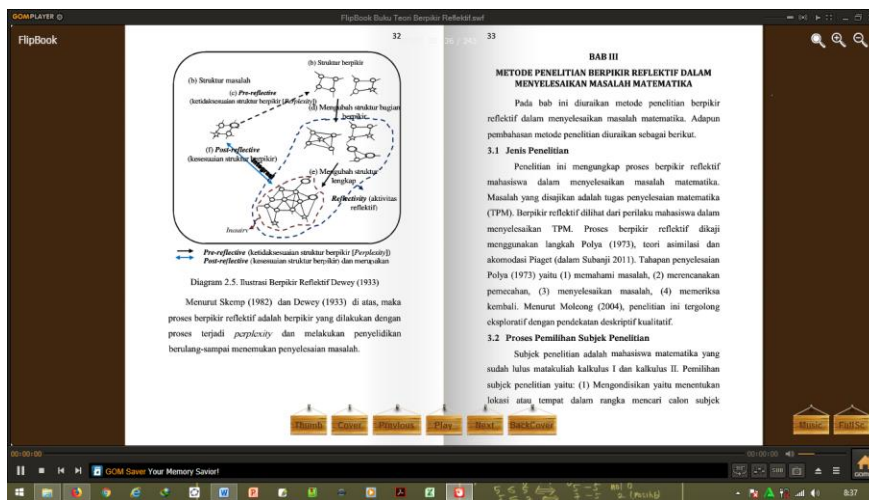 GOMPLAYER
FlipBook Buku Teori Berpikir Reflektif.swf
FlipBook
32
33
(b) Struktur berpikir
(b) Struktur masalah
(c) Pre-reflective
(ketidaksesuaian struktur berpikir [Perplexity])
(d) Mengubah struktur bagian
berpikir
(f) Post-reflective
(kesesuaian struktur berpikir)
(e) Mengubah struktur
lengkap
Reflectivity (aktivitas
reflektif)
Inquiry
Pre-reflective (ketidaksesuaian struktur berpikir [Perplexity])
Post-reflective (kesesuaian struktur berpikir) dan merupakan
Diagram 2.5. Ilustrasi Berpikir Reflektif Dewey (1933)
Menurut Skemp (1982) dan Dewey (1933) di atas, maka
proses berpikir reflektif adalah berpikir yang dilakukan dengan
proses terjadi perplexity dan melakukan penyelidikan
berulang-sampai menemukan penyelesaian masalah.
BAB III
METODE PENELITIAN BERPIKIR REFLEKTIF DALAM
MENYELESAIKAN MASALAH MATEMATIKA
Pada bab ini diuraikan metode penelitian berpikir
reflektif dalam menyelesaikan masalah matematika. Adapun
pembahasan metode penelitian diuraikan sebagai berikut.
3.1 Jenis Penelitian
Penelitian ini mengungkap proses berpikir reflektif
mahasiswa dalam menyelesaikan masalah matematika.
Masalah yang disajikan adalah tugas penyelesaian matematika
(TPM). Berpikir reflektif dilihat dari perilaku mahasiswa dalam
menyelesaikan TPM. Proses berpikir reflektif dikaji
menggunakan langkah Polya (1973), teori asimilasi dan
akomodasi Piaget (dalam Subanji 2011). Tahapan penyelesaian
Polya (1973) yaitu (1) memahami masalah, (2) merencanakan
pemecahan, (3) menyelesaikan masalah, (4) memeriksa
kembali. Menurut Moleong (2004), penelitian ini tergolong
eksploratif dengan pendekatan deskriptif kualitatif.
3.2 Proses Pemilihan Subjek Penelitian
Subjek penelitian adalah mahasiswa matematika yang
sudah lulus matakuliah kalkulus I dan kalkulus II. Pemilihan
subjek penelitian yaitu: (1) Mengondisikan yaitu menentukan
lokasi atau tempat dalam rangka mencari calon subjek
Thumb Cover Previous Play Next BackCover
Music FullSc
00:00:00
00:00:00
GOM Saver Your Memory Savior!
SUB
GOM
8:37